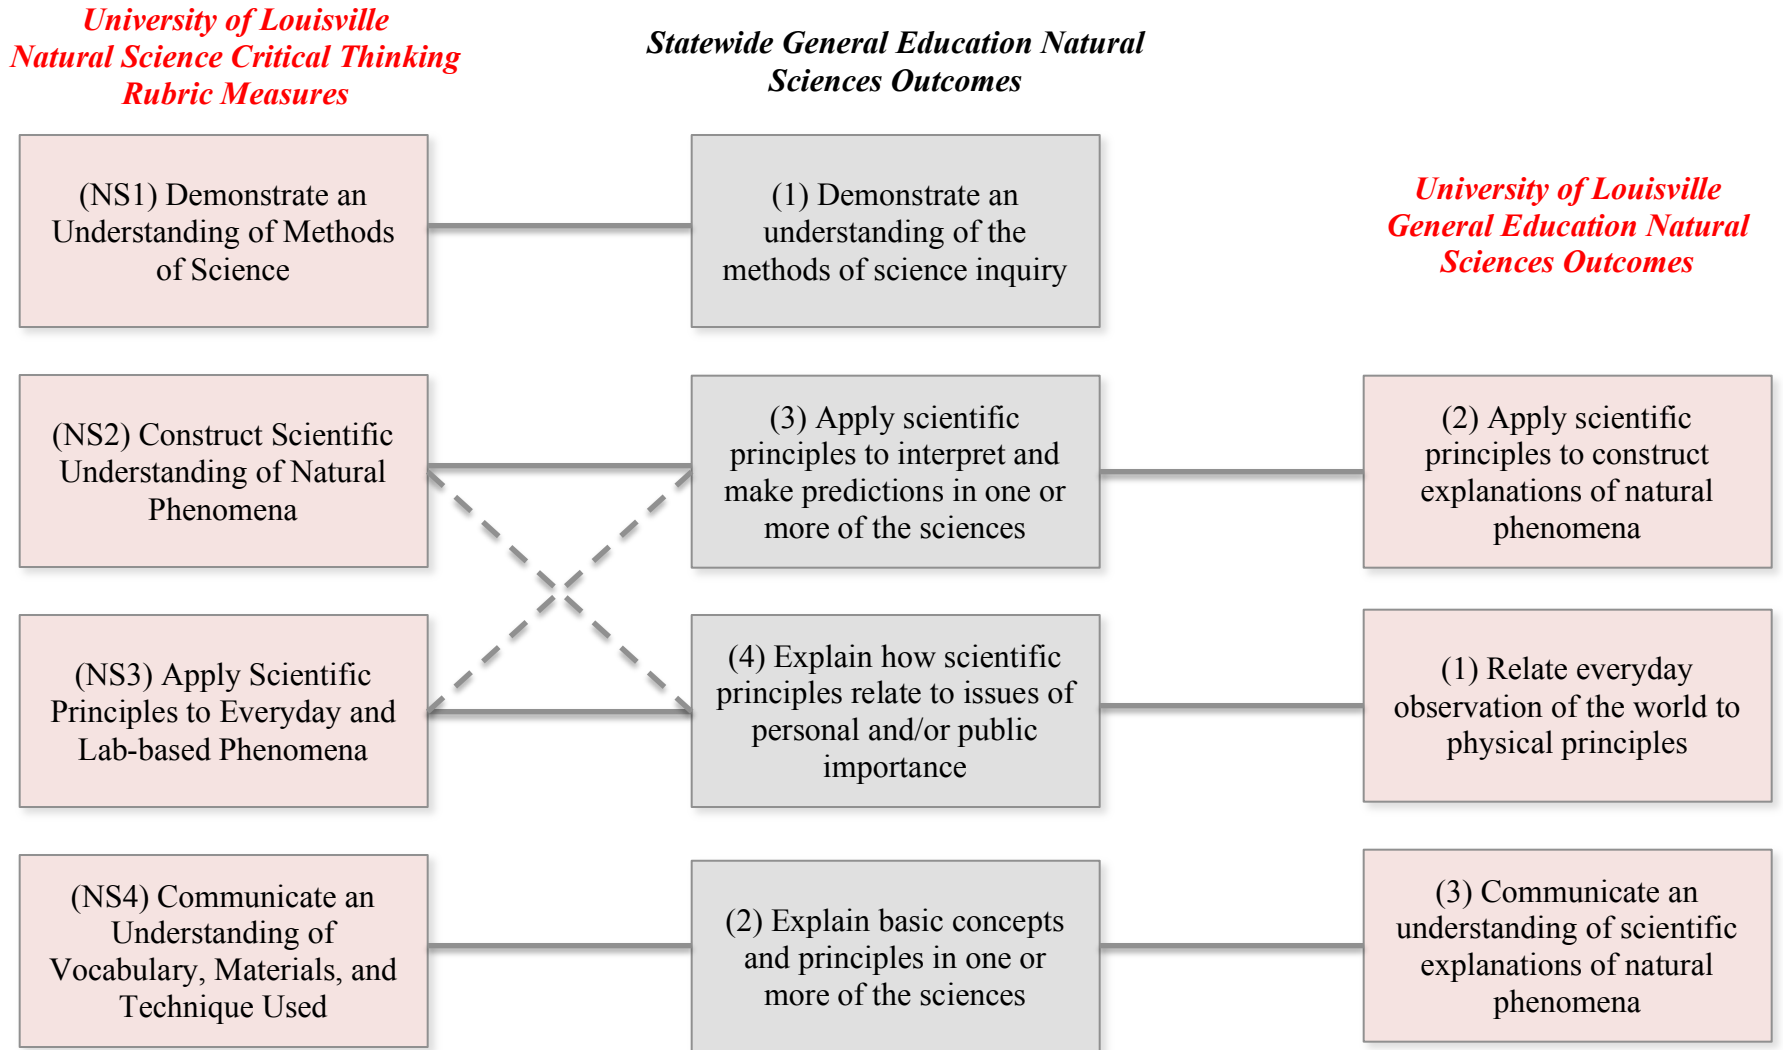 University of Louisville
Natural Science Critical Thinking
Rubric Measures
Statewide General Education Natural
Sciences Outcomes
University of Louisville
General Education Natural
Sciences Outcomes
(NS1) Demonstrate an
Understanding of Methods
of Science
(1) Demonstrate an
understanding of the
methods of science inquiry
(NS2) Construct Scientific
Understanding of Natural
Phenomena
(3) Apply scientific
principles to interpret and
make predictions in one or
more of the sciences
(2) Apply scientific
principles to construct
explanations of natural
phenomena
(NS3) Apply Scientific
Principles to Everyday and
Lab-based Phenomena
(4) Explain how scientific
principles relate to issues of
personal and/or public
importance
(1) Relate everyday
observation of the world to
physical principles
(NS4) Communicate an
Understanding of
Vocabulary, Materials, and
Technique Used
(2) Explain basic concepts
and principles in one or
more of the sciences
(3) Communicate an
understanding of scientific
explanations of natural
phenomena